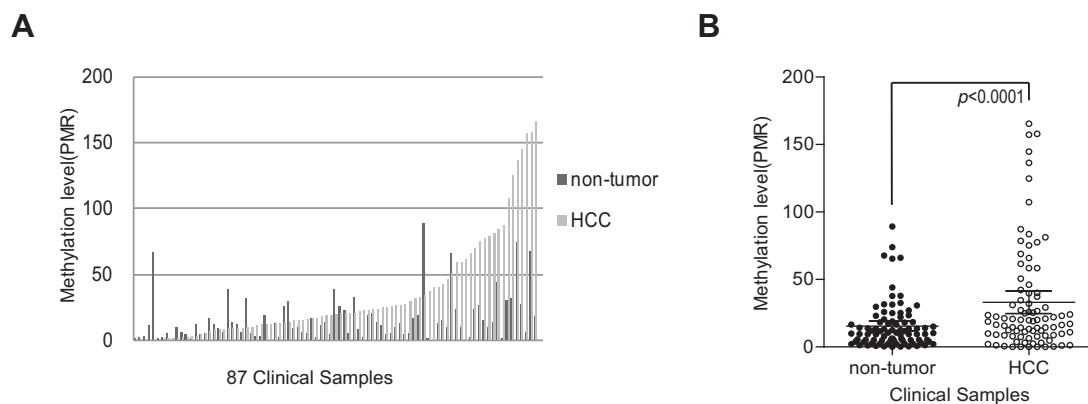 A
200
150
100
50
0
Methylation level(PMR)
87 Clinical Samples
non-tumor
HCC
B
200
150
100
50
0
Methylation level(PMR)
p<0.0001
non-tumor
HCC
Clinical Samples